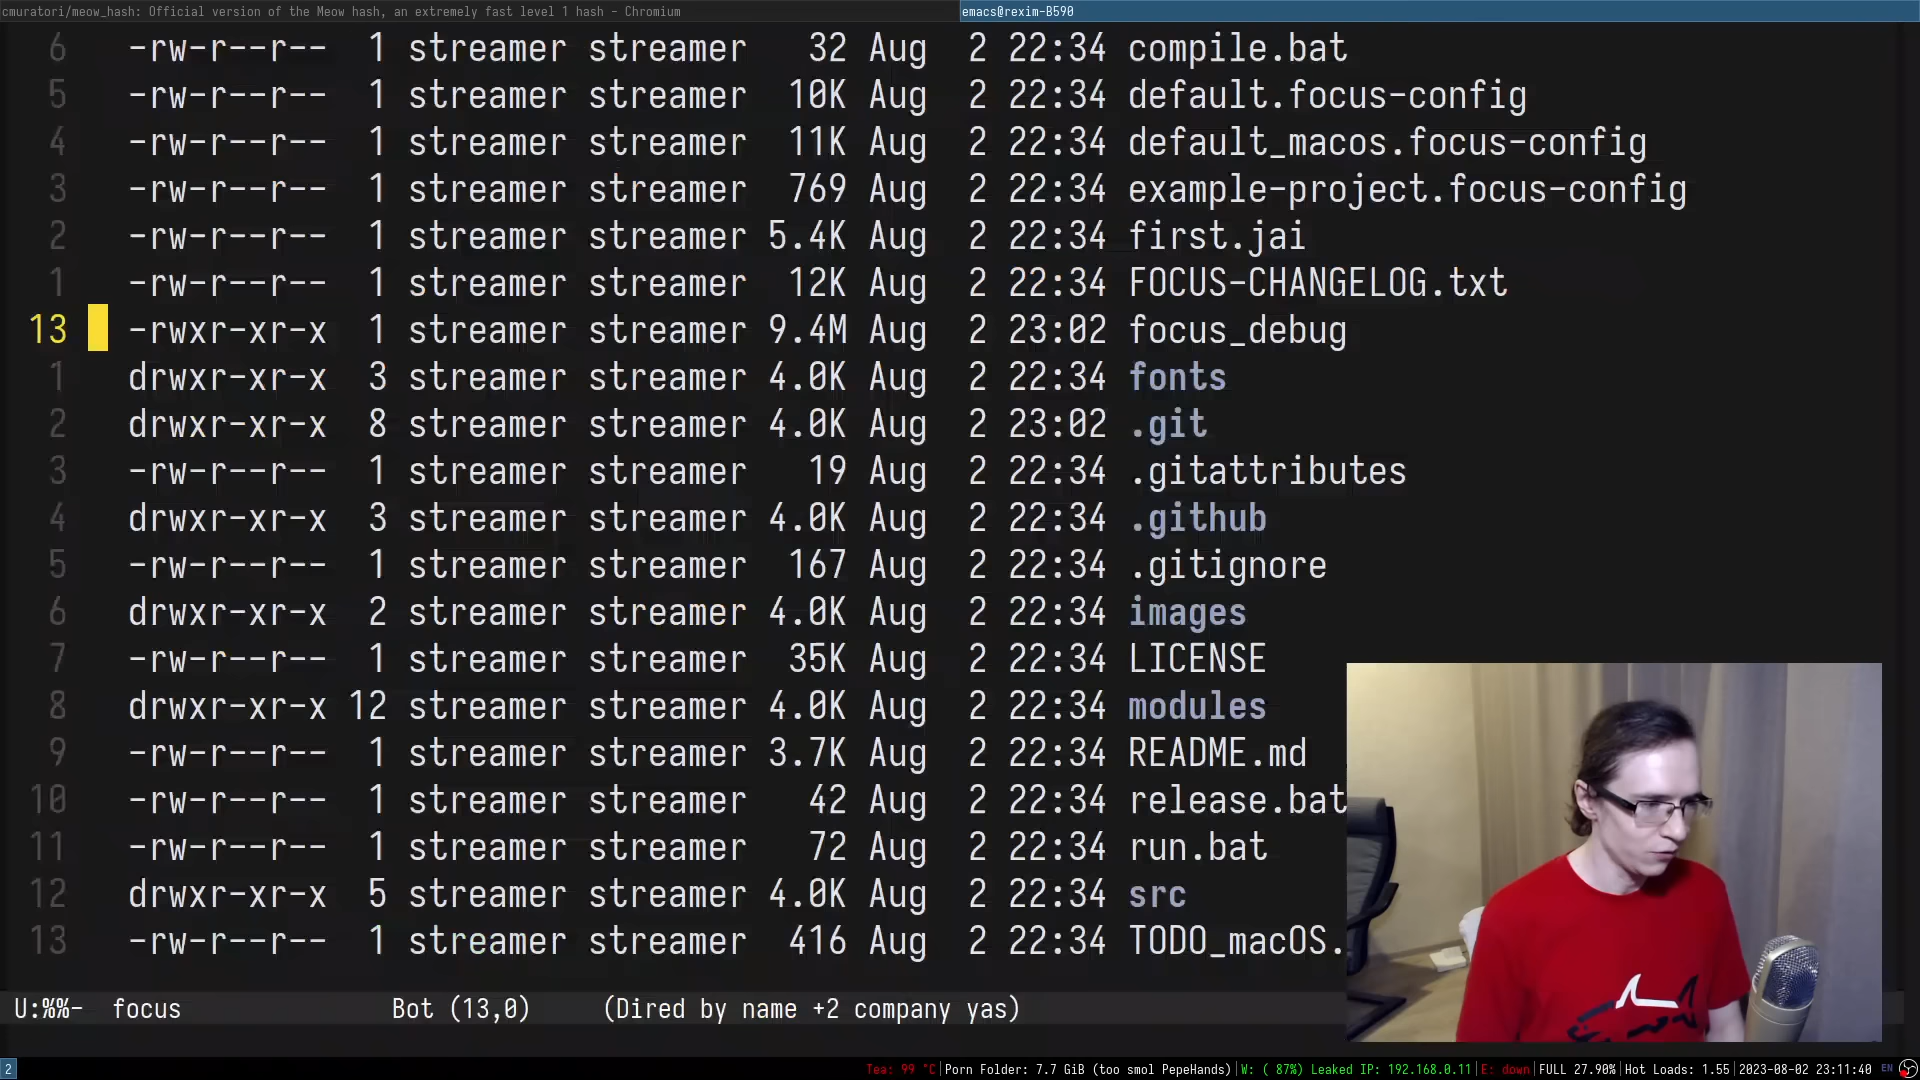 cmuratori/meow_hash: Official version of the Meow hash, an extremely fast level 1 hash - Chromium
emacs@rexim-B590
6 -rw-r--r-- 1 streamer streamer 32 Aug 2 22:34 compile.bat
5 -rw-r--r-- 1 streamer streamer 10K Aug 2 22:34 default.focus-config
4 -rw-r--r-- 1 streamer streamer 11K Aug 2 22:34 default_macos.focus-config
3 -rw-r--r-- 1 streamer streamer 769 Aug 2 22:34 example-project.focus-config
2 -rw-r--r-- 1 streamer streamer 5.4K Aug 2 22:34 first.jai
1 -rw-r--r-- 1 streamer streamer 12K Aug 2 22:34 FOCUS-CHANGELOG.txt
13 -rwxr-xr-x 1 streamer streamer 9.4M Aug 2 23:02 focus_debug
1 drwxr-xr-x 3 streamer streamer 4.0K Aug 2 22:34 fonts
2 drwxr-xr-x 8 streamer streamer 4.0K Aug 2 23:02 .git
3 -rw-r--r-- 1 streamer streamer 19 Aug 2 22:34 .gitattributes
4 drwxr-xr-x 3 streamer streamer 4.0K Aug 2 22:34 .github
5 -rw-r--r-- 1 streamer streamer 167 Aug 2 22:34 .gitignore
6 drwxr-xr-x 2 streamer streamer 4.0K Aug 2 22:34 images
7 -rw-r--r-- 1 streamer streamer 35K Aug 2 22:34 LICENSE
8 drwxr-xr-x 12 streamer streamer 4.0K Aug 2 22:34 modules
9 -rw-r--r-- 1 streamer streamer 3.7K Aug 2 22:34 README.md
10 -rw-r--r-- 1 streamer streamer 42 Aug 2 22:34 release.bat
11 -rw-r--r-- 1 streamer streamer 72 Aug 2 22:34 run.bat
12 drwxr-xr-x 5 streamer streamer 4.0K Aug 2 22:34 src
13 -rw-r--r-- 1 streamer streamer 416 Aug 2 22:34 TODO_macOS.
U:%%- focus Bot (13,0) (Dired by name +2 company yas)
2 Tea: 99 °C|Porn Folder: 7.7 GiB (too smol PepeHands)|W: ( 87%) Leaked IP: 192.168.0.11|E: down|FULL 27.90%|Hot Loads: 1.55|2023-08-02 23:11:40 EN